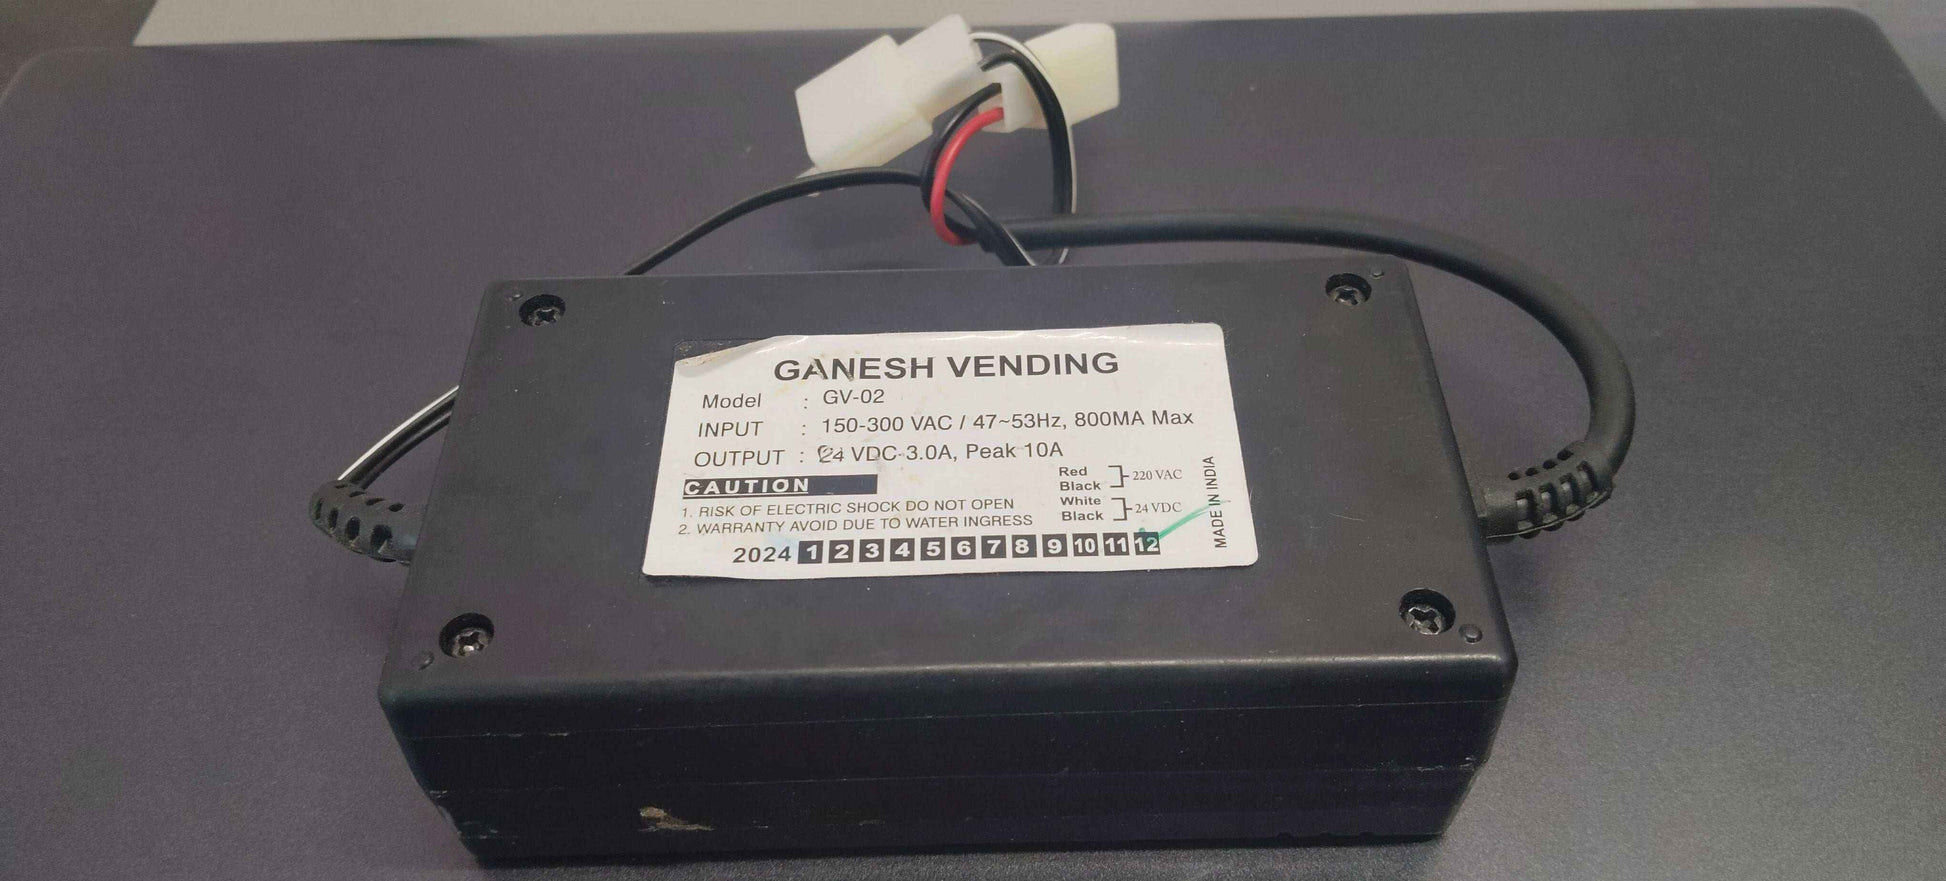 GANESH VENDING
Model : GV-02
INPUT : 150-300 VAC / 47~53Hz, 800MA Max
OUTPUT : 24 VDC-3.0A, Peak 10A
CAUTION
1. RISK OF ELECTRIC SHOCK DO NOT OPEN
2. WARRANTY AVOID DUE TO WATER INGRESS
Red
Black
220 VAC
White
Black
24 VDC
2024 1 2 3 4 5 6 7 8 9 10 11 12
MADE IN INDIA